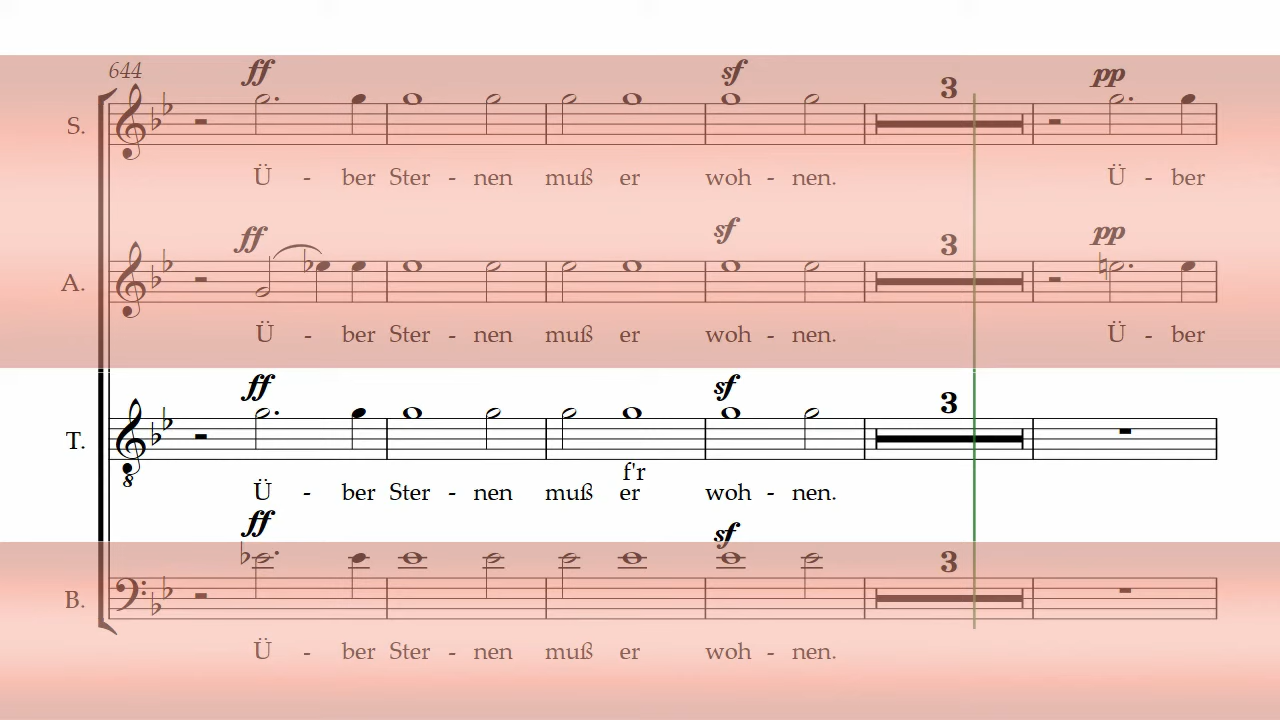 644 ff sf 3 pp
S.
Ü - ber Ster - nen muß er woh - nen. Ü - ber
ff sf 3 pp
A.
Ü - ber Ster - nen muß er woh - nen. Ü - ber
ff sf 3
T.
8
f'r
Ü - ber Ster - nen muß er woh - nen.
ff sf 3
B.
Ü - ber Ster - nen muß er woh - nen.